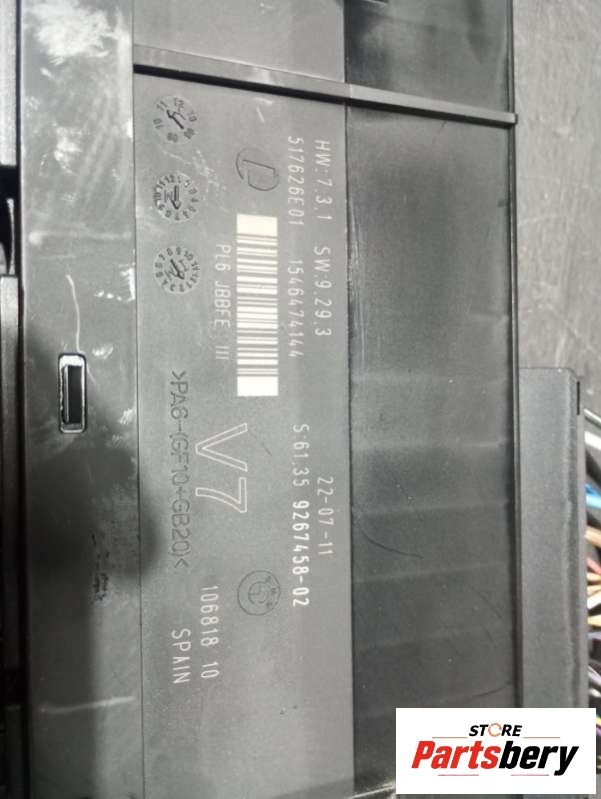 HW:7.3.1 SW:9.29.3
517626E01 1546474144
PL6 JBBFE III
22-07-11
S:61.35 9267458-02
V7
>PA6-(GF10+GB20)<
106818 10
SPAIN
STORE
Partsbery